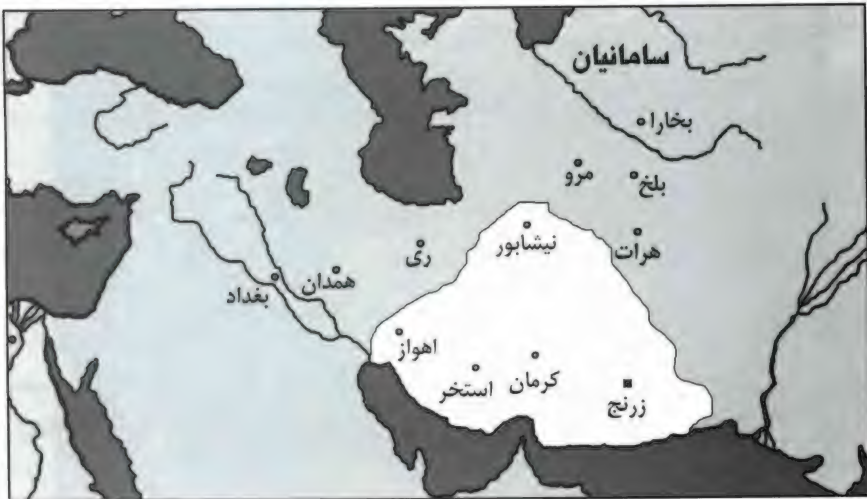 سامانیان
بخارا
مرو
بلخ
نیشابور
هرات
ری
همدان
بغداد
اهواز
استخر
کرمان
زرنج